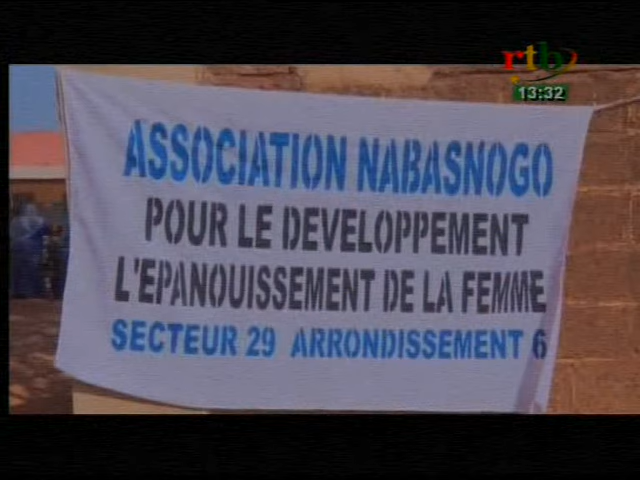 rtb
13:32
ASSOCIATION NABASNOGO
POUR LE DEVELOPPEMENT
L'EPANOUISSEMENT DE LA FEMME
SECTEUR 29 ARRONDISSEMENT 6